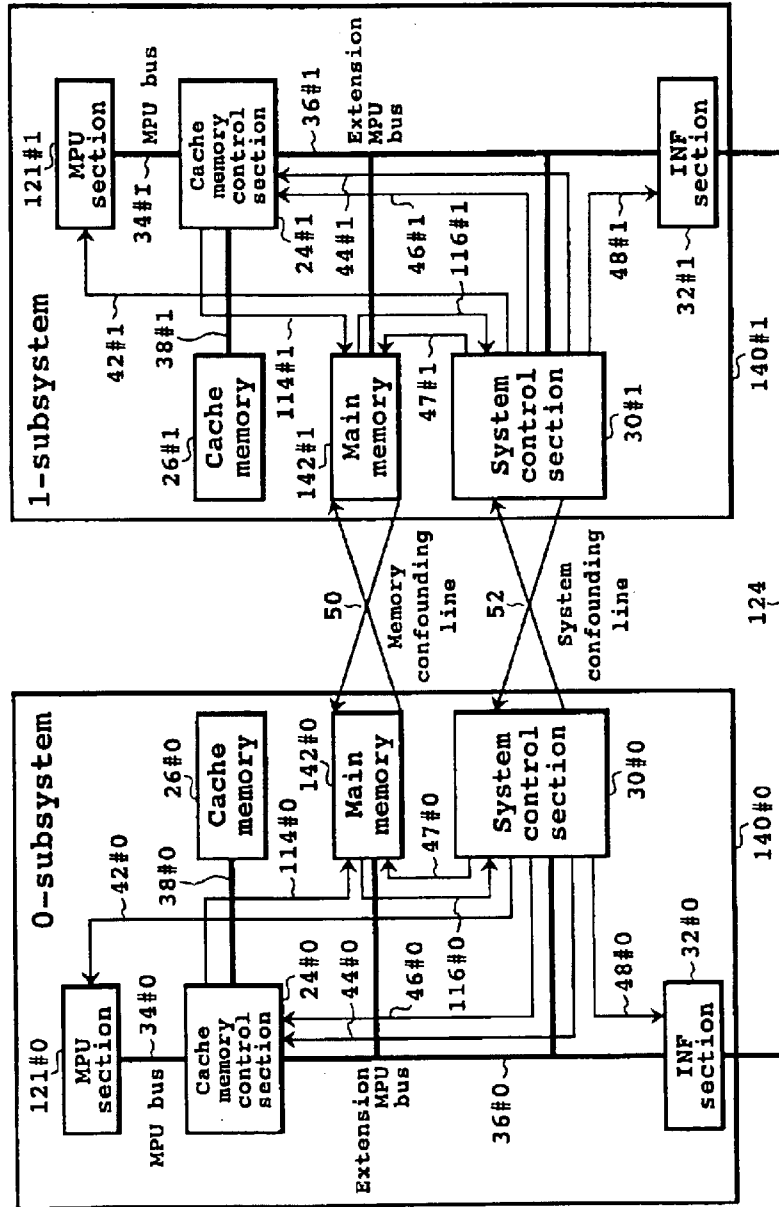 0-subsystem
121#0
MPU
section
MPU bus
34#0
42#0
Cache
memory
control
section
24#0
38#0
Cache
memory
26#0
114#0
44#0
46#0
116#0
Extension
MPU
bus
36#0
Main
memory
142#0
47#0
System
control
section
30#0
48#0
INF
section
32#0
140#0
50
Memory
confounding
line
52
System
confounding
line
124
1-subsystem
121#1
MPU
section
34#I
MPU bus
42#1
38#1
Cache
memory
control
section
24#1
26#1
Cache
memory
114#1
44#1
46#1
116#1
Extension
MPU
bus
36#1
142#1
Main
memory
47#1
System
control
section
30#1
48#1
INF
section
32#1
140#1